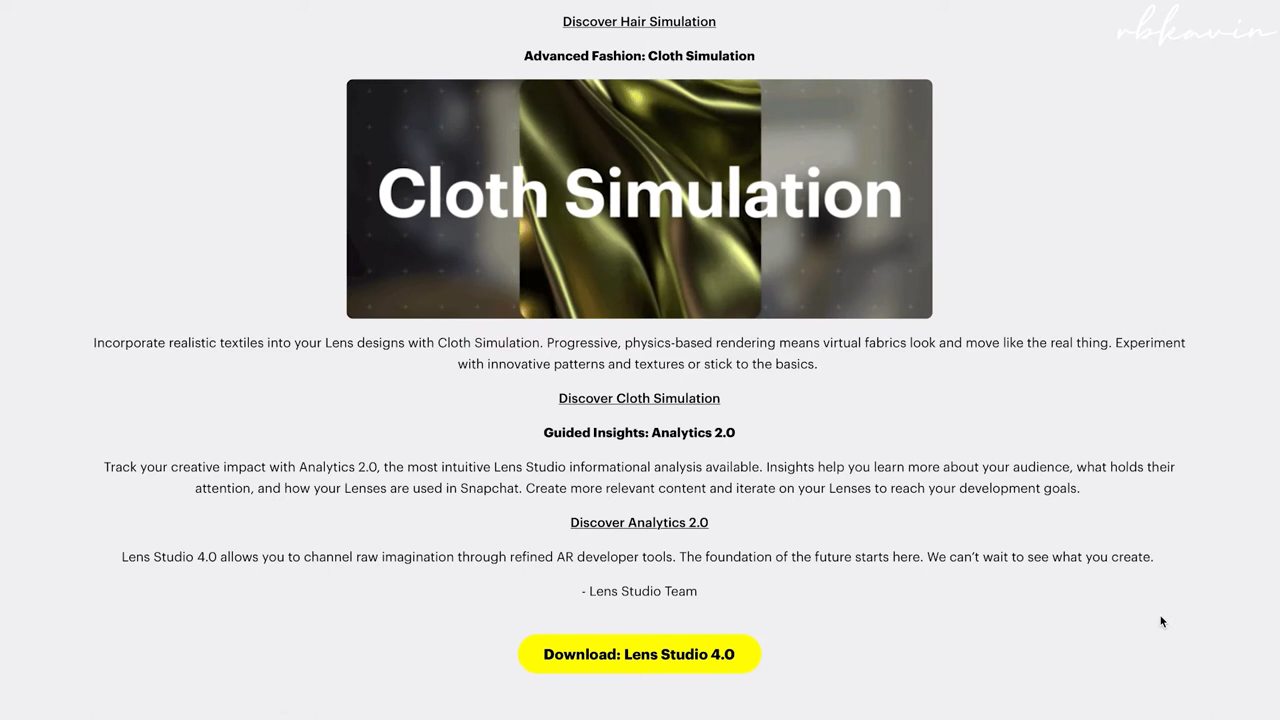 rbkavin
Discover Hair Simulation
Advanced Fashion: Cloth Simulation
Cloth Simulation
Incorporate realistic textiles into your Lens designs with Cloth Simulation. Progressive, physics-based rendering means virtual fabrics look and move like the real thing. Experiment
with innovative patterns and textures or stick to the basics.
Discover Cloth Simulation
Guided Insights: Analytics 2.0
Track your creative impact with Analytics 2.0, the most intuitive Lens Studio informational analysis available. Insights help you learn more about your audience, what holds their
attention, and how your Lenses are used in Snapchat. Create more relevant content and iterate on your Lenses to reach your development goals.
Discover Analytics 2.0
Lens Studio 4.0 allows you to channel raw imagination through refined AR developer tools. The foundation of the future starts here. We can’t wait to see what you create.
- Lens Studio Team
Download: Lens Studio 4.0